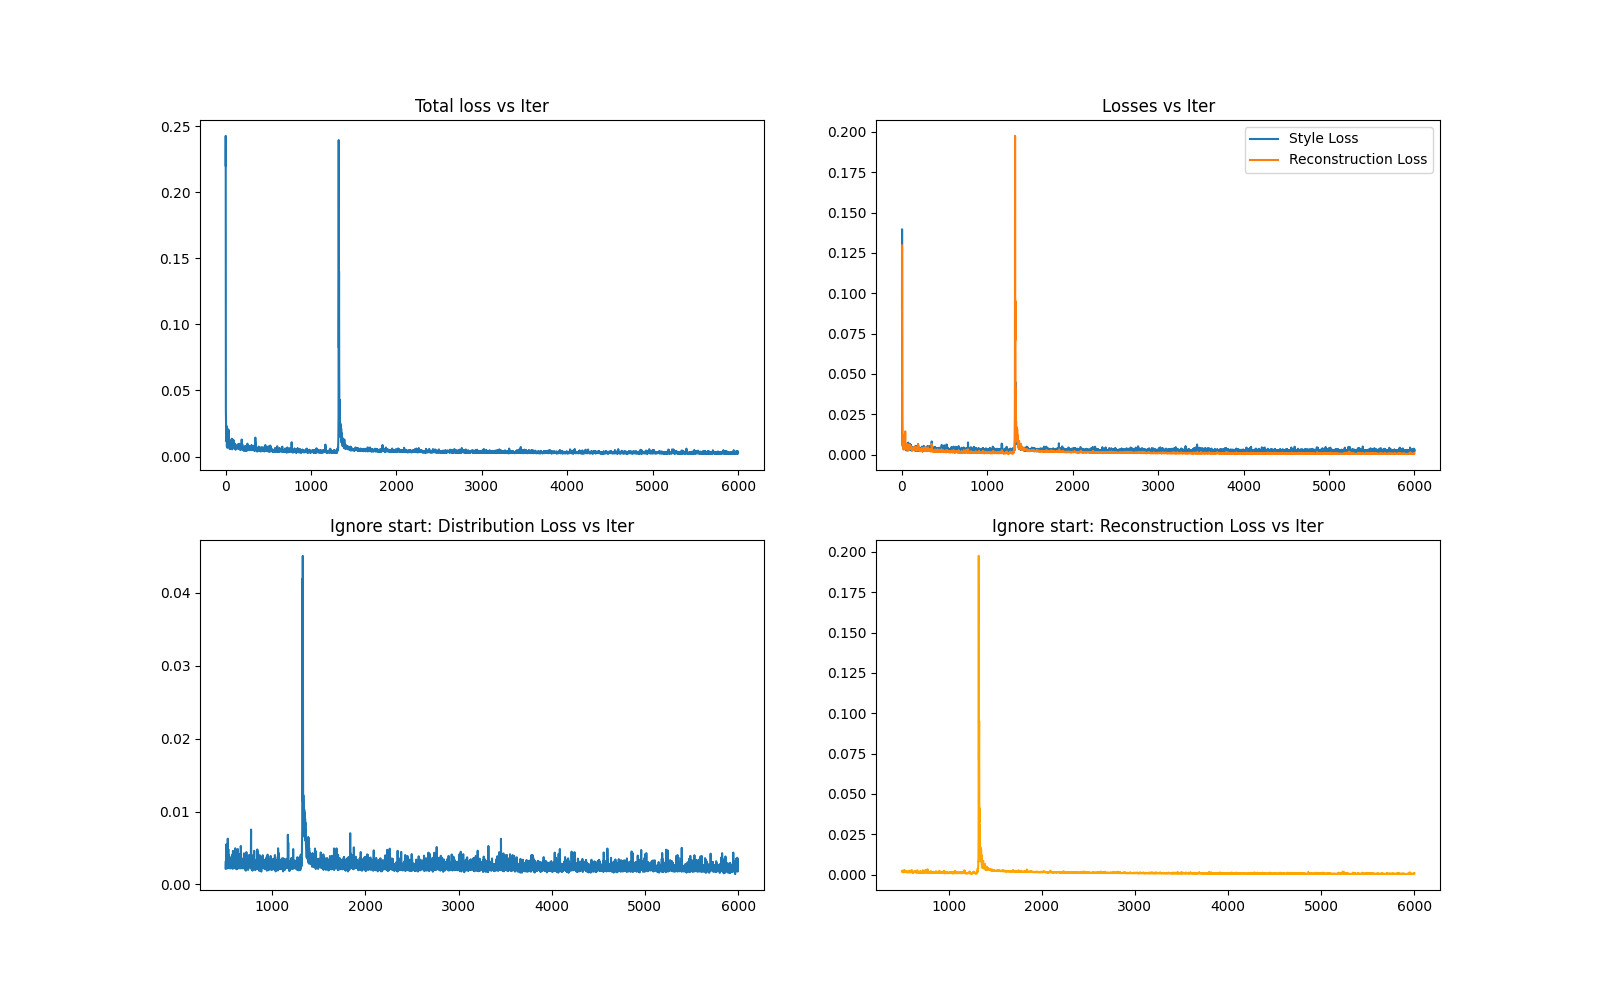 Total loss vs Iter
0.25
0.20
0.15
0.10
0.05
0.00
0 1000 2000 3000 4000 5000 6000
Losses vs Iter
Style Loss
Reconstruction Loss
0.200
0.175
0.150
0.125
0.100
0.075
0.050
0.025
0.000
0 1000 2000 3000 4000 5000 6000
Ignore start: Distribution Loss vs Iter
0.04
0.03
0.02
0.01
0.00
1000 2000 3000 4000 5000 6000
Ignore start: Reconstruction Loss vs Iter
0.200
0.175
0.150
0.125
0.100
0.075
0.050
0.025
0.000
1000 2000 3000 4000 5000 6000